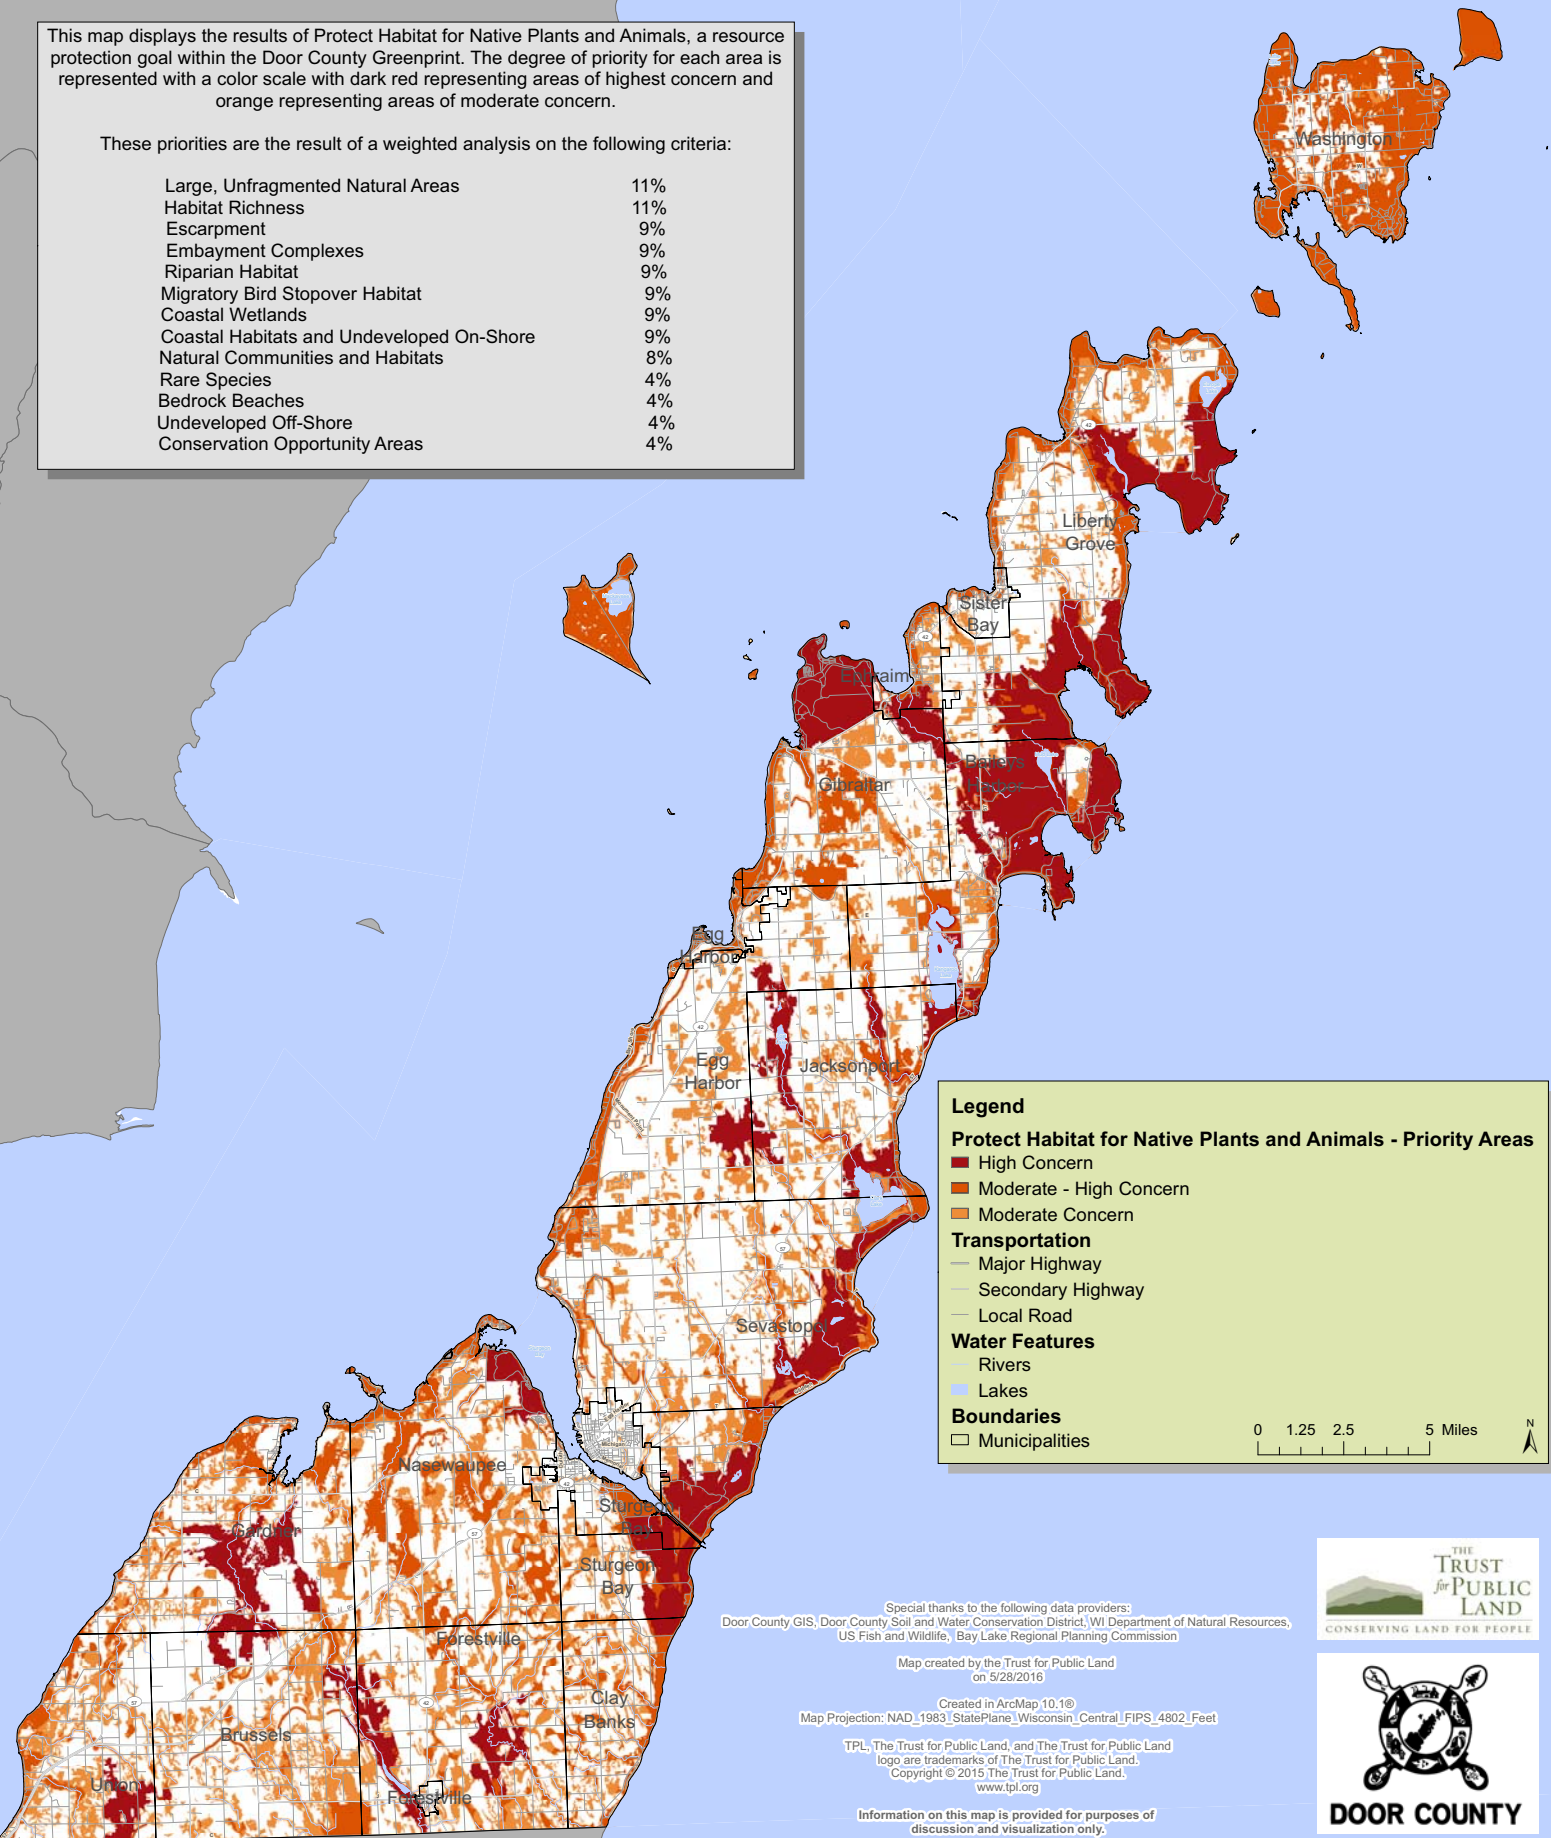 This map displays the results of Protect Habitat for Native Plants and Animals, a resource
protection goal within the Door County Greenprint. The degree of priority for each area is
represented with a color scale with dark red representing areas of highest concern and
orange representing areas of moderate concern.
These priorities are the result of a weighted analysis on the following criteria:
Large, Unfragmented Natural Areas 11%
Habitat Richness 11%
Escarpment 9%
Embayment Complexes 9%
Riparian Habitat 9%
Migratory Bird Stopover Habitat 9%
Coastal Wetlands 9%
Coastal Habitats and Undeveloped On-Shore 9%
Natural Communities and Habitats 8%
Rare Species 4%
Bedrock Beaches 4%
Undeveloped Off-Shore 4%
Conservation Opportunity Areas 4%
Washington
42
Liberty
Grove
Sister
Bay
42
Ephraim
Baileys
Harbor
Gibraltar
Egg
Harbor
42
Egg
Harbor
Jacksonport
57
Sevastopol
Michigan
Nasewaupee
42
Sturgeon
Bay
57
Gardner
Sturgeon
Bay
Forestville
Clay
Banks
57
42
Brussels
Union
Forestville
Legend
Protect Habitat for Native Plants and Animals - Priority Areas
High Concern
Moderate - High Concern
Moderate Concern
Transportation
Major Highway
Secondary Highway
Local Road
Water Features
Rivers
Lakes
Boundaries
Municipalities
0 1.25 2.5 5 Miles
N
Special thanks to the following data providers:
Door County GIS, Door County Soil and Water Conservation District, WI Department of Natural Resources,
US Fish and Wildlife, Bay Lake Regional Planning Commission
Map created by the Trust for Public Land
on 5/28/2016
Created in ArcMap 10.1®
Map Projection: NAD_1983_StatePlane_Wisconsin_Central_FIPS_4802_Feet
TPL, The Trust for Public Land, and The Trust for Public Land
logo are trademarks of The Trust for Public Land.
Copyright © 2015 The Trust for Public Land.
www.tpl.org
Information on this map is provided for purposes of
discussion and visualization only.
THE
TRUST
for PUBLIC
LAND
CONSERVING LAND FOR PEOPLE
DOOR COUNTY